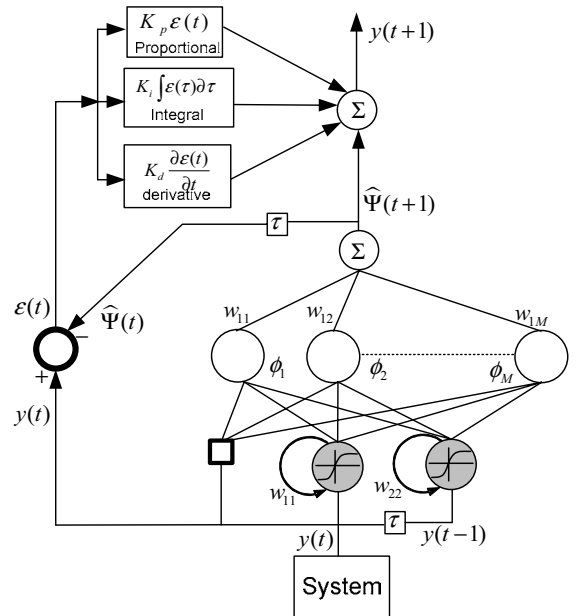 K_p ε(t)
Proportional
y(t+1)
K_i ∫ε(τ)∂τ
Integral
Σ
K_d ∂ε(t)/∂t
derivative
Ψ̂(t+1)
τ
Σ
ε(t)
Ψ̂(t)
−
+
y(t)
w_11
w_12
w_1M
ϕ_1
ϕ_2
ϕ_M
w_11
w_22
y(t)
τ
y(t−1)
System